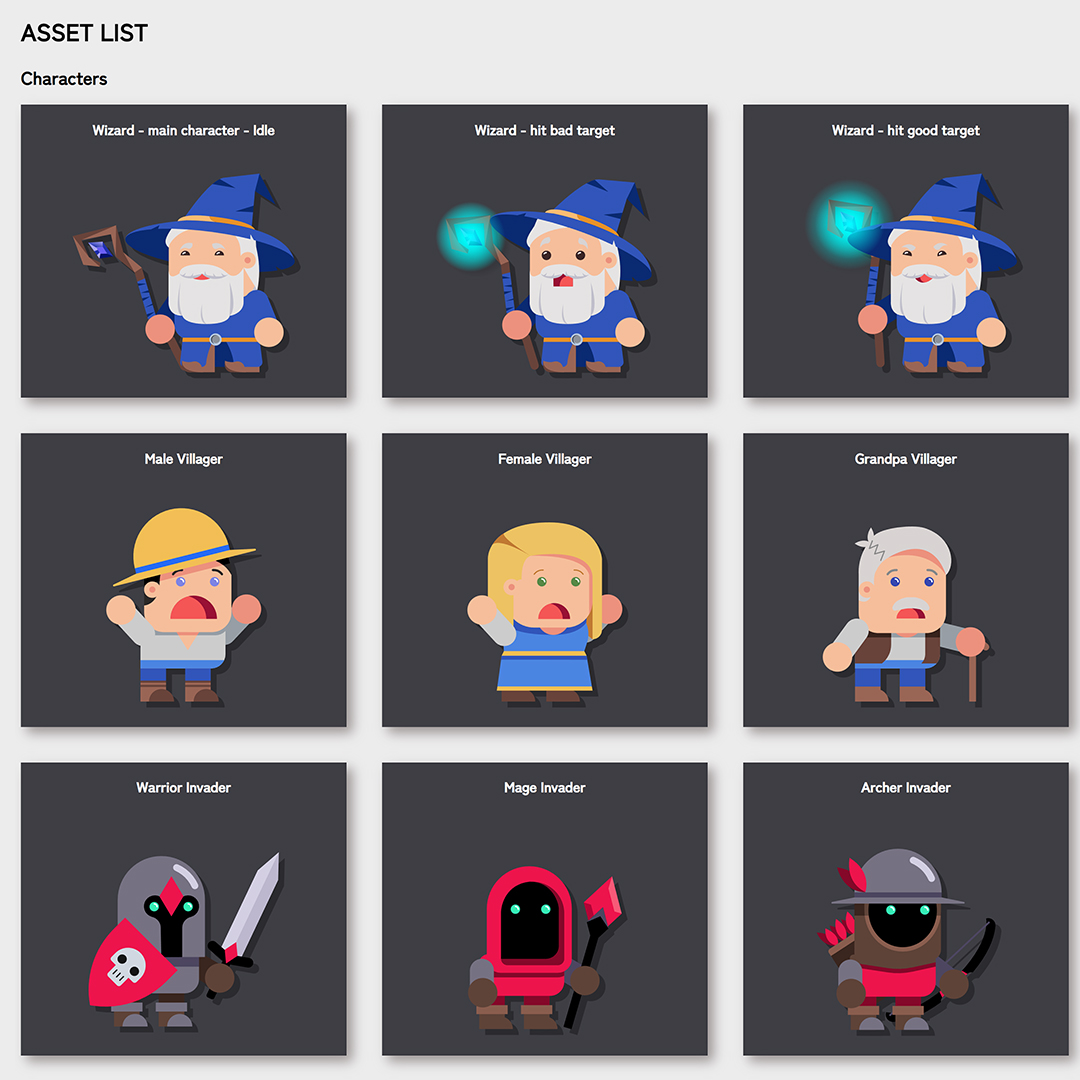 ASSET LIST
Characters
Wizard - main character - Idle
Wizard - hit bad target
Wizard - hit good target
Male Villager
Female Villager
Grandpa Villager
Warrior Invader
Mage Invader
Archer Invader